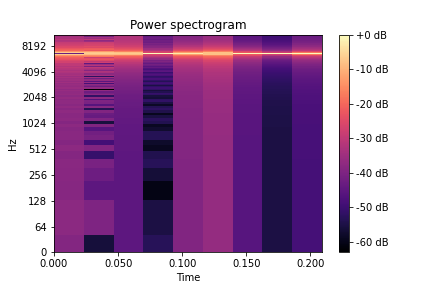 Power spectrogram
8192
4096
2048
1024
512
256
128
64
0
Hz
0.000 0.050 0.100 0.150 0.200
Time
+0 dB
-10 dB
-20 dB
-30 dB
-40 dB
-50 dB
-60 dB